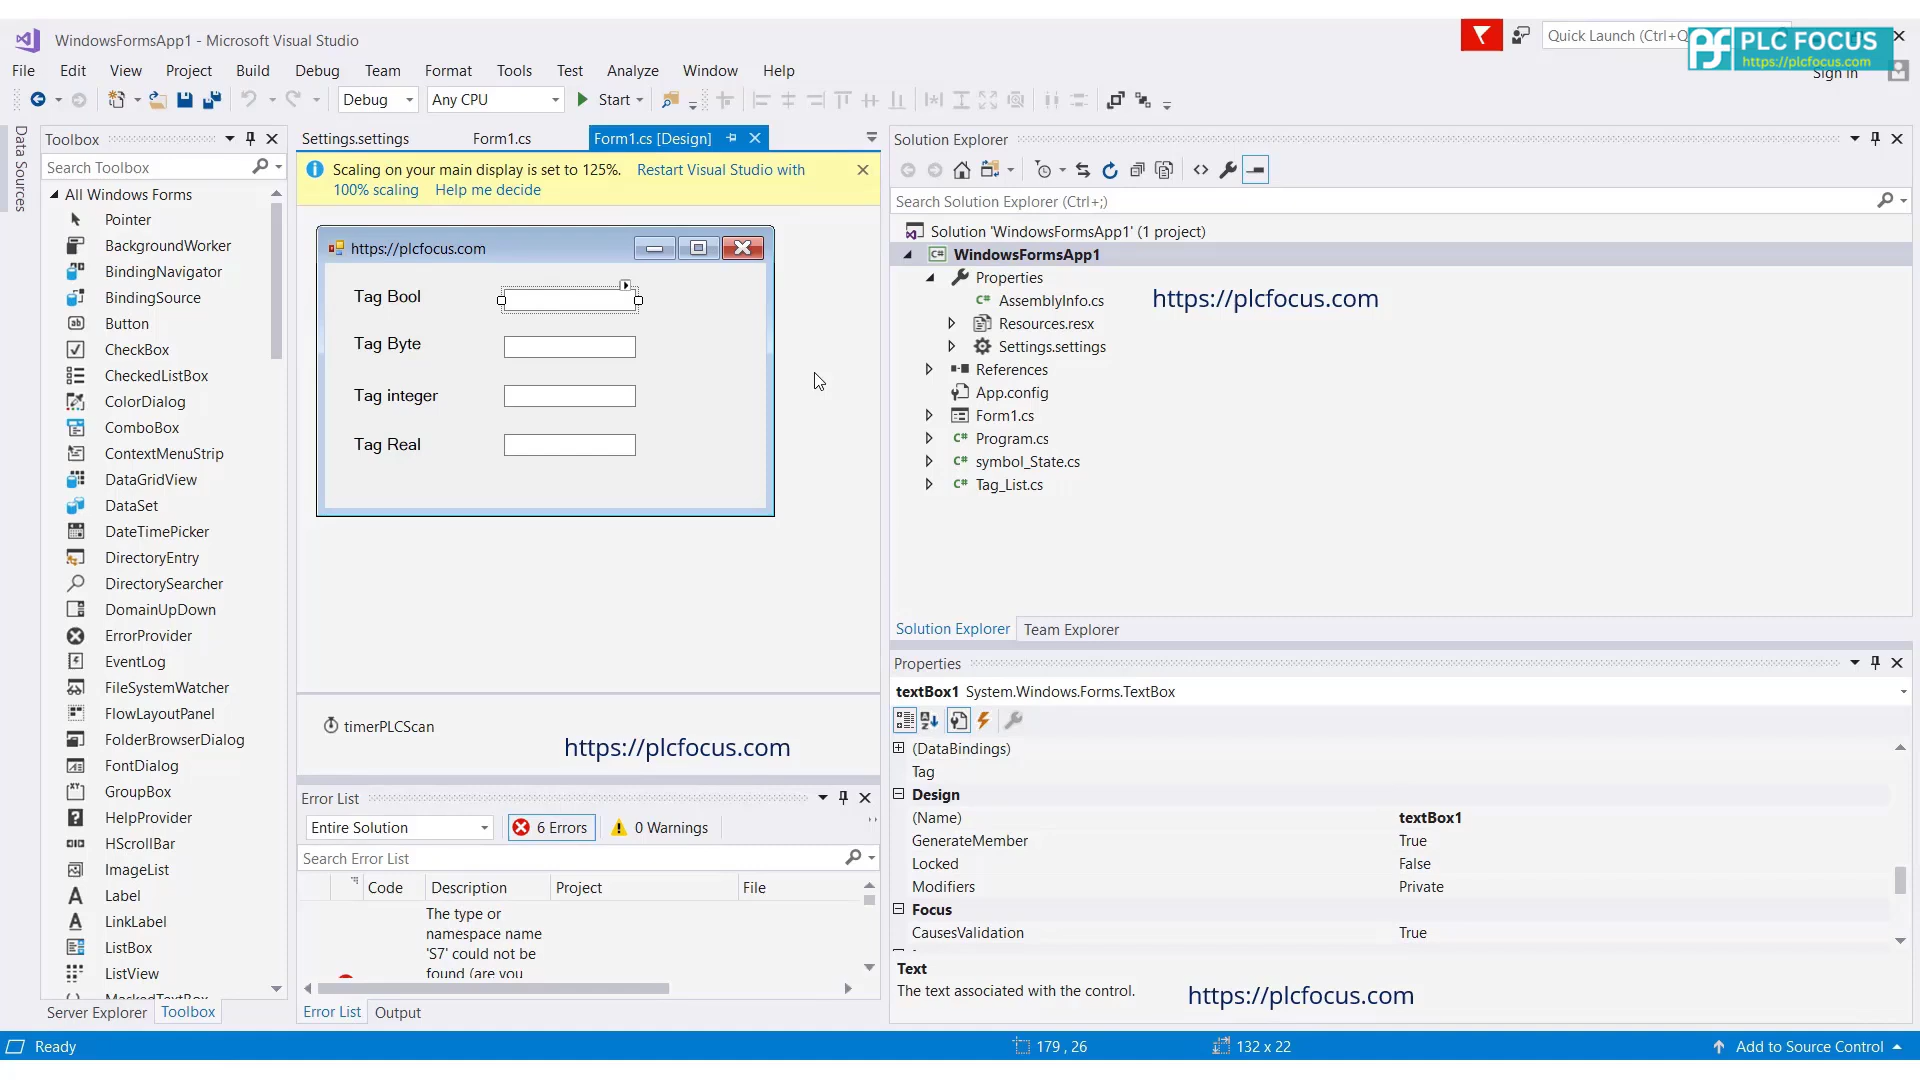 WindowsFormsApp1 - Microsoft Visual Studio
Quick Launch (Ctrl+Q
PLC FOCUS
https://plcfocus.com
Sign in
File Edit View Project Build Debug Team Format Tools Test Analyze Window Help
Debug Any CPU Start
Data Sources
Toolbox
Search Toolbox
All Windows Forms
Pointer
BackgroundWorker
BindingNavigator
BindingSource
Button
CheckBox
CheckedListBox
ColorDialog
ComboBox
ContextMenuStrip
DataGridView
DataSet
DateTimePicker
DirectoryEntry
DirectorySearcher
DomainUpDown
ErrorProvider
EventLog
FileSystemWatcher
FlowLayoutPanel
FolderBrowserDialog
FontDialog
GroupBox
HelpProvider
HScrollBar
ImageList
Label
LinkLabel
ListBox
ListView
MaskedTextBox
Server Explorer Toolbox
Settings.settings Form1.cs Form1.cs [Design]
Scaling on your main display is set to 125%. Restart Visual Studio with
100% scaling Help me decide
https://plcfocus.com
Tag Bool
Tag Byte
Tag integer
Tag Real
timerPLCScan
https://plcfocus.com
Error List
Entire Solution 6 Errors 0 Warnings
Search Error List
Code Description Project File
The type or
namespace name
'S7' could not be
found (are you
Error List Output
Solution Explorer
Search Solution Explorer (Ctrl+;)
Solution 'WindowsFormsApp1' (1 project)
WindowsFormsApp1
Properties
AssemblyInfo.cs
https://plcfocus.com
Resources.resx
Settings.settings
References
App.config
Form1.cs
Program.cs
symbol_State.cs
Tag_List.cs
Solution Explorer Team Explorer
Properties
textBox1 System.Windows.Forms.TextBox
(DataBindings)
Tag
Design
(Name) textBox1
GenerateMember True
Locked False
Modifiers Private
Focus
CausesValidation True
Text
The text associated with the control.
https://plcfocus.com
Ready 179 , 26 132 x 22 Add to Source Control